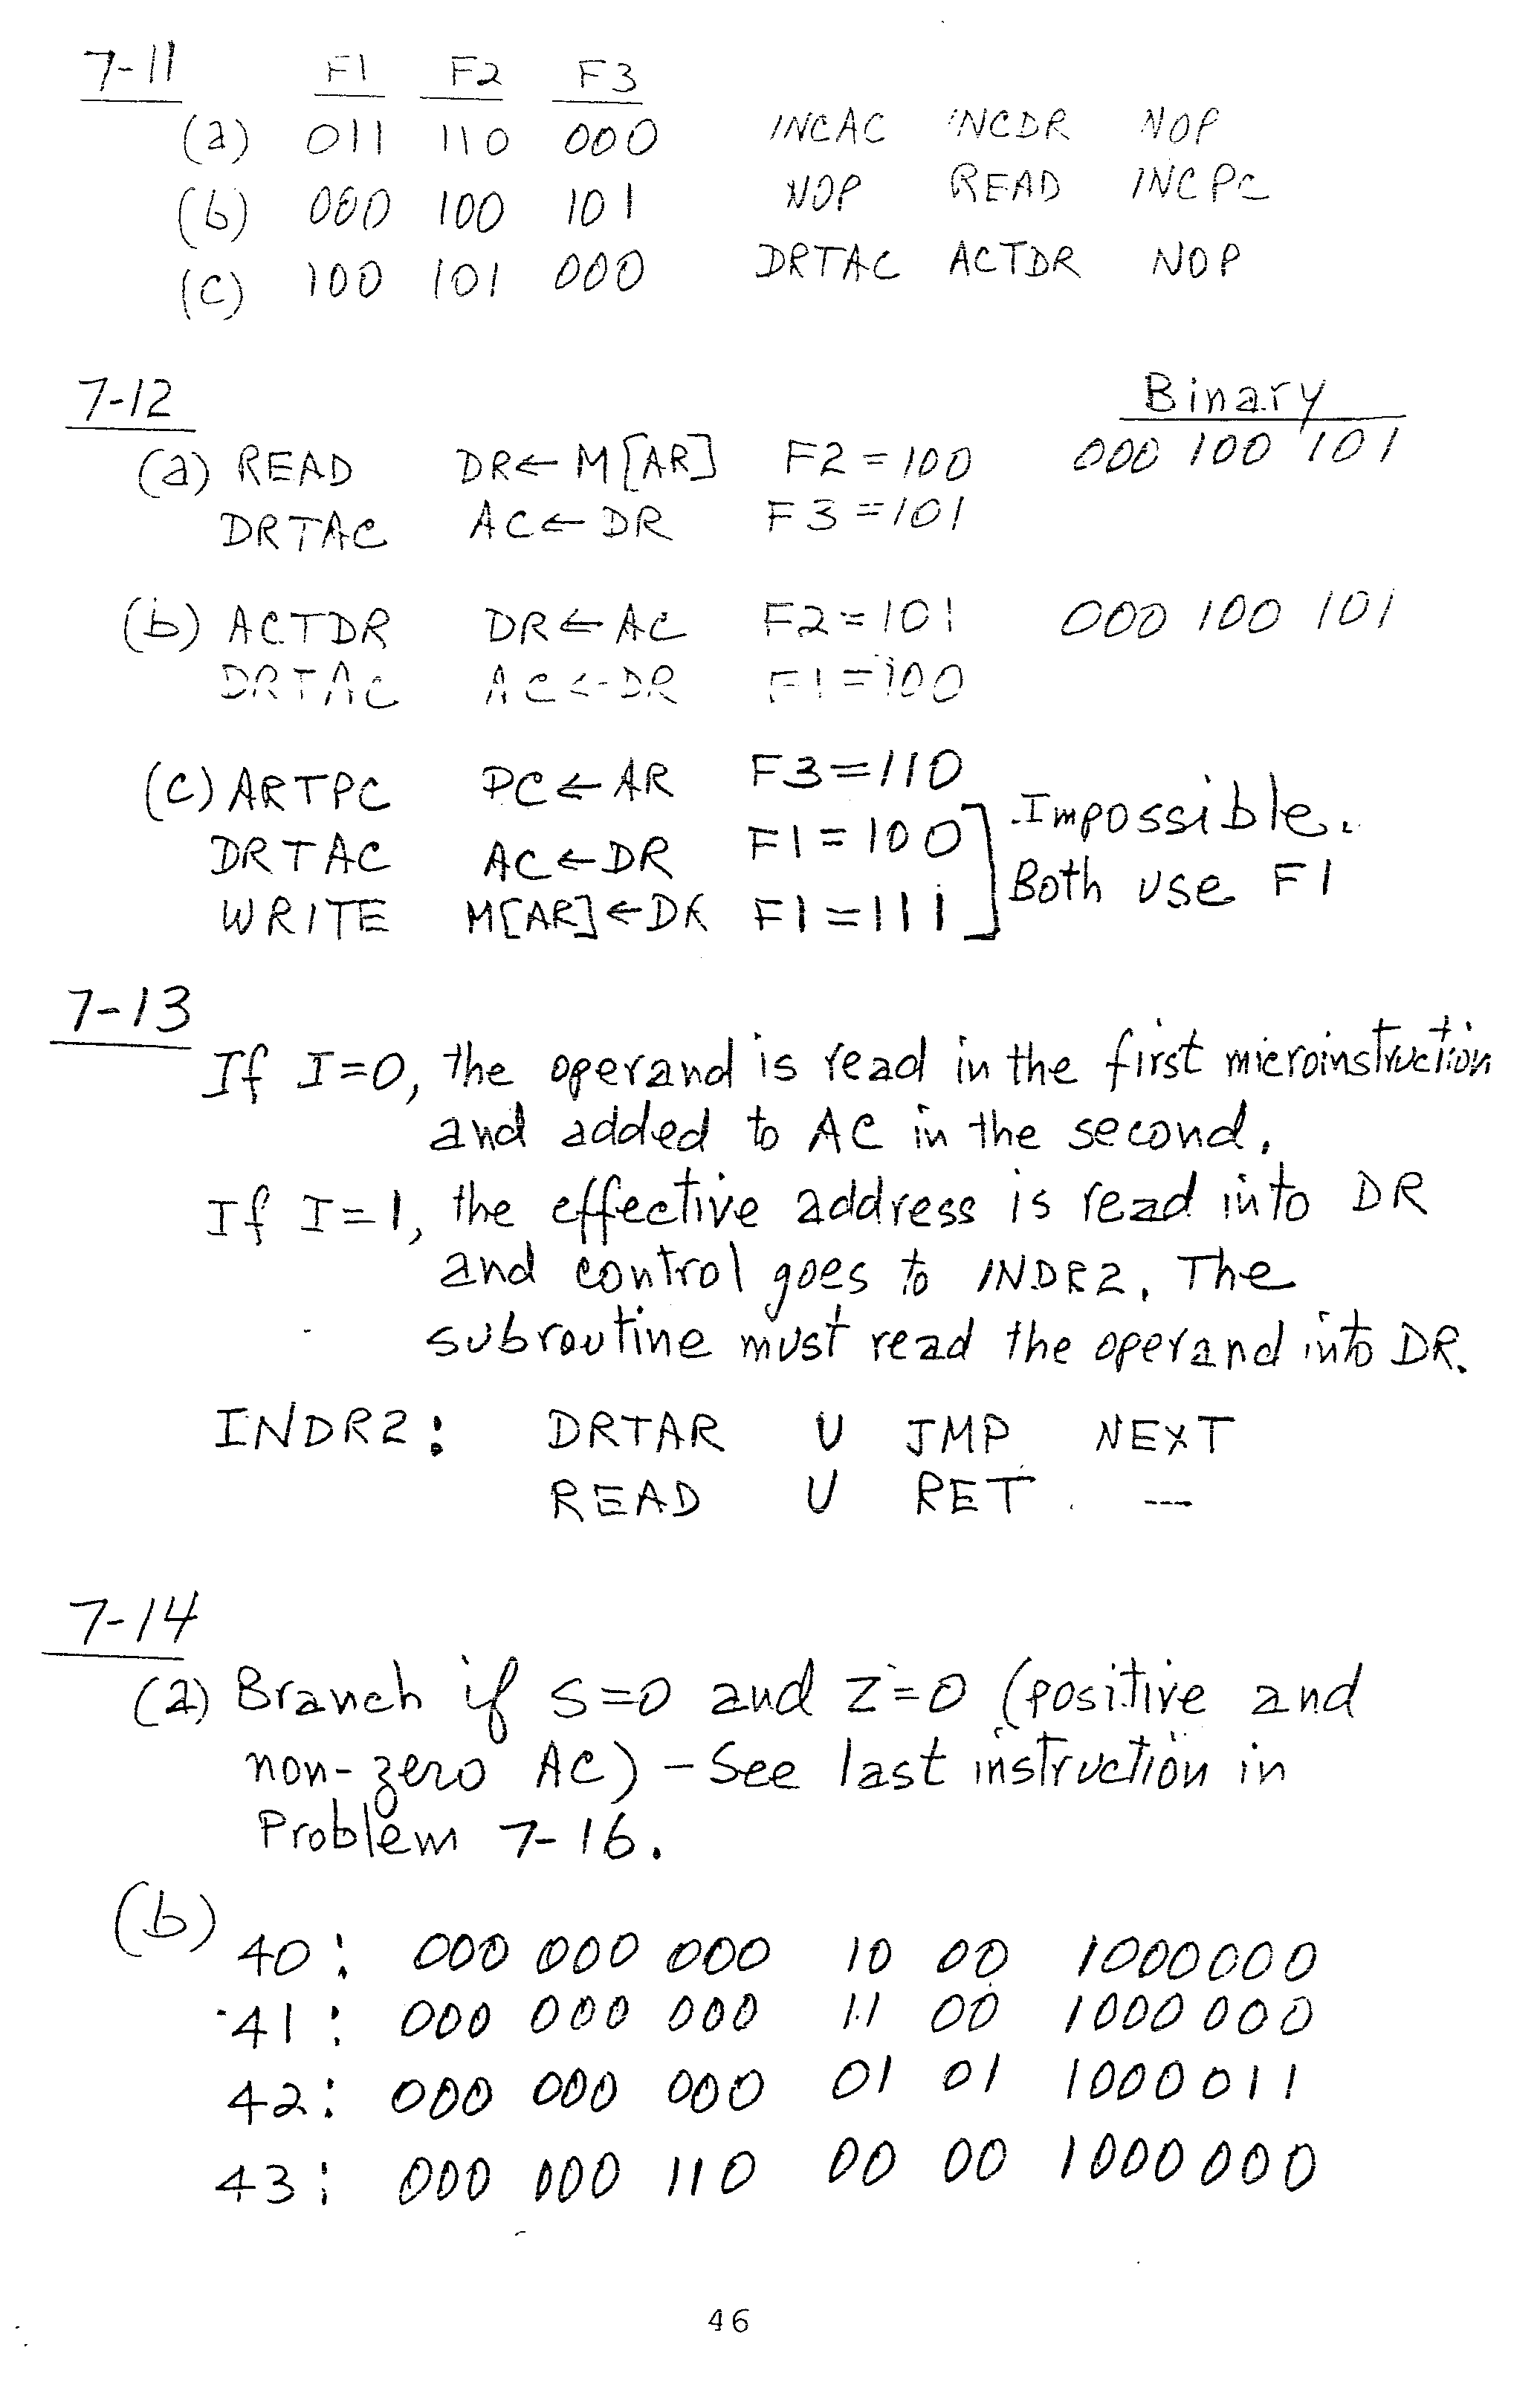 7-11 F1 F2 F3
(a) 011 110 000 INCAC INCDR NOP
(b) 000 100 101 NOP READ INCPC
(c) 100 101 000 DRTAC ACTDR NOP
7-12 Binary
(a) READ DR←M[AR] F2=100 000 100 101
DRTAC AC←DR F3=101
(b) ACTDR DR←AC F2=101 000 100 101
DRTAC AC←DR F1=100
(c) ARTPC PC←AR F3=110
DRTAC AC←DR F1=100 Impossible.
WRITE M[AR]←DR F1=111 Both use F1
7-13
If I=0, the operand is read in the first microinstruction
and added to AC in the second.
If I=1, the effective address is read into DR
and control goes to INDR2. The
subroutine must read the operand into DR.
INDR2: DRTAR U JMP NEXT
READ U RET ---
7-14
(a) Branch if S=0 and Z=0 (positive and
non-zero AC) - See last instruction in
Problem 7-16.
(b)
40: 000 000 000 10 00 1000000
41: 000 000 000 11 00 1000000
42: 000 000 000 01 01 1000011
43: 000 000 110 00 00 1000000
46